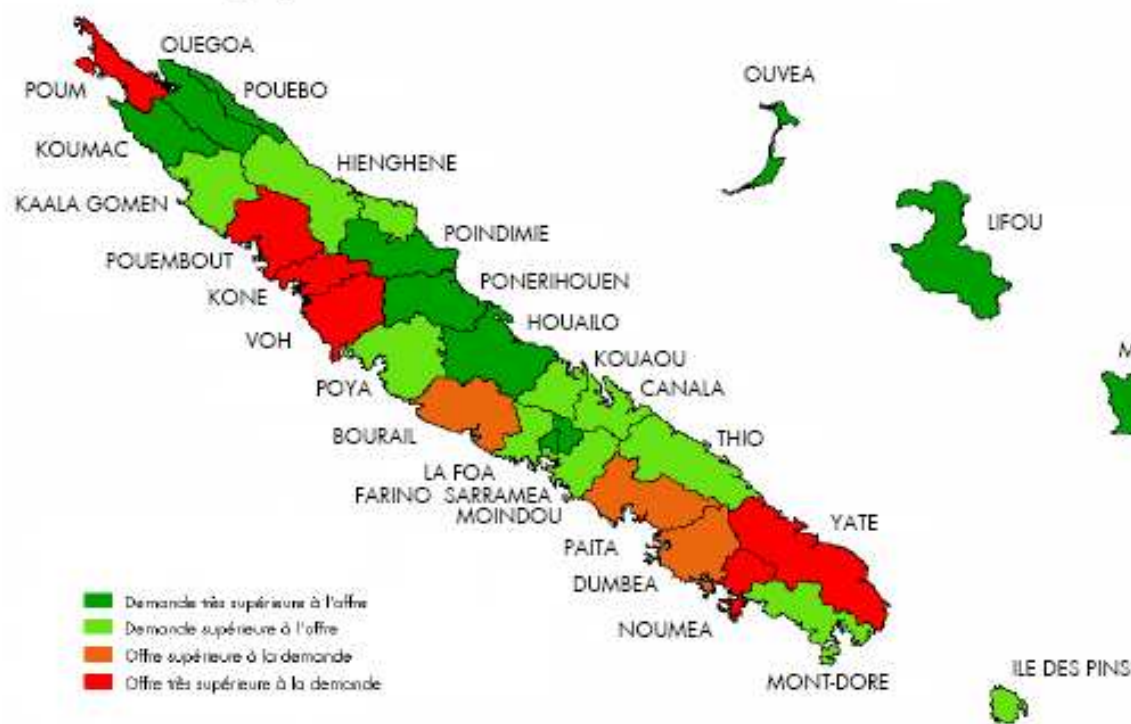 OUEGOA
POUM
POUEBO
KOUMAC
HIENGHENE
KAALA GOMEN
POINDIMIE
POUEMBOUT
PONERIHOUEN
KONE
HOUAILO
VOH
KOUAOU
POYA
CANALA
BOURAIL
THIO
LA FOA
FARINO SARRAMEA
MOINDOU
YATE
PAITA
DUMBEA
NOUMEA
MONT-DORE
OUVEA
LIFOU
M
ILE DES PINS
Demande très supérieure à l'offre
Demande supérieure à l'offre
Offre supérieure à la demande
Offre très supérieure à la demande